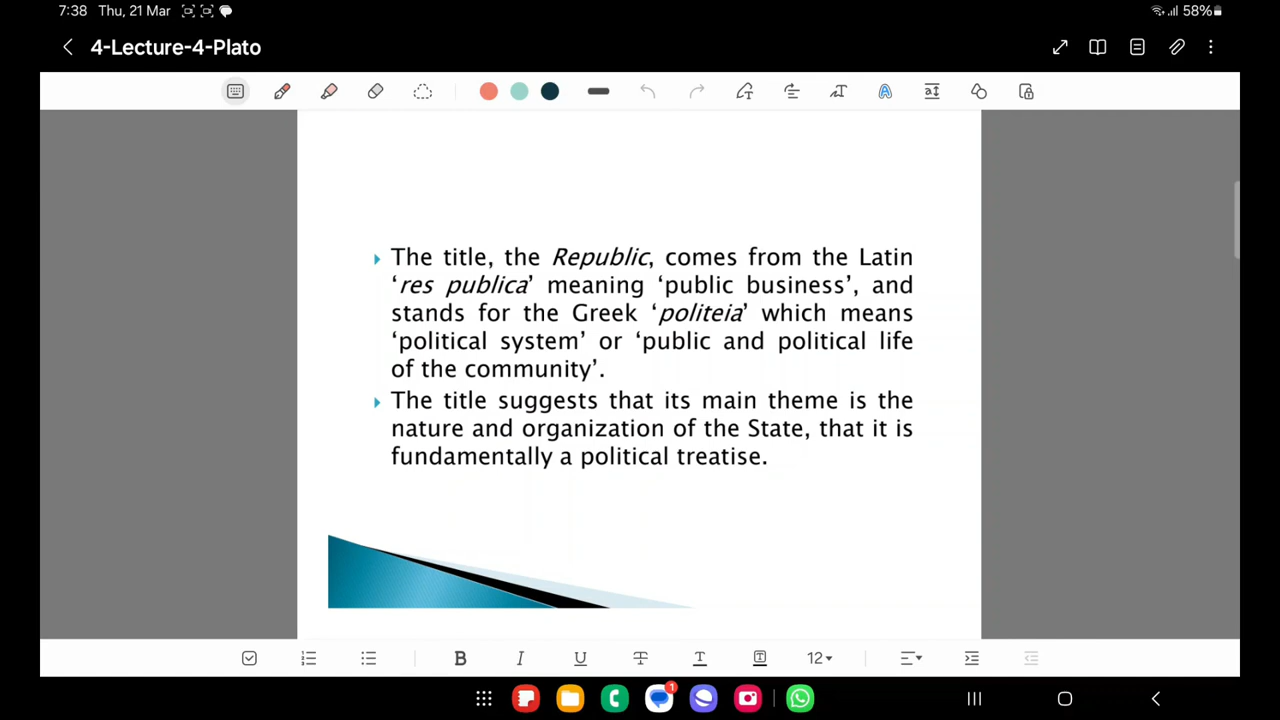 7:38 Thu, 21 Mar 58%
4-Lecture-4-Plato
The title, the Republic, comes from the Latin
‘res publica’ meaning ‘public business’, and
stands for the Greek ‘politeia’ which means
‘political system’ or ‘public and political life
of the community’.
The title suggests that its main theme is the
nature and organization of the State, that it is
fundamentally a political treatise.
B I U T T T 12
1